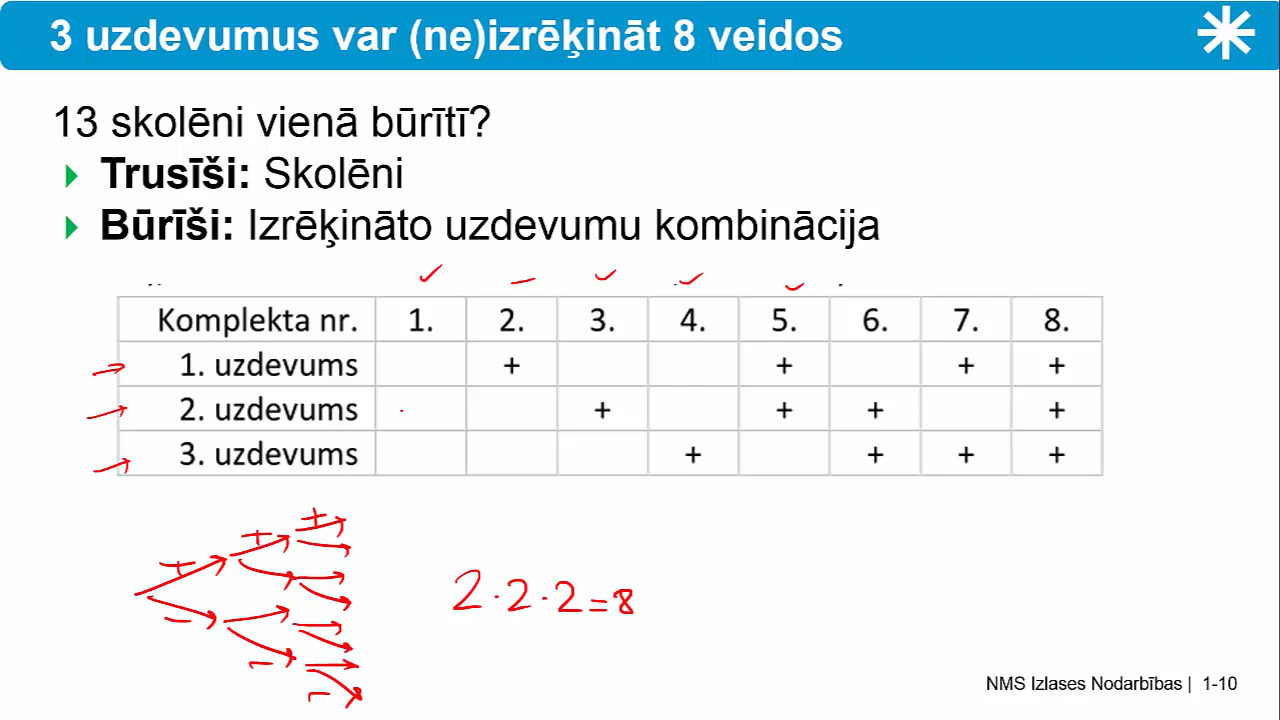 3 uzdevumus var (ne)izrēķināt 8 veidos
13 skolēni vienā būrītī?
Trusīši: Skolēni
Būrīši: Izrēķināto uzdevumu kombinācija
Komplekta nr. 1. 2. 3. 4. 5. 6. 7. 8.
1. uzdevums + + + +
2. uzdevums + + + +
3. uzdevums + + + +
+ + +
- - -
2·2·2=8
NMS Izlases Nodarbības | 1-10